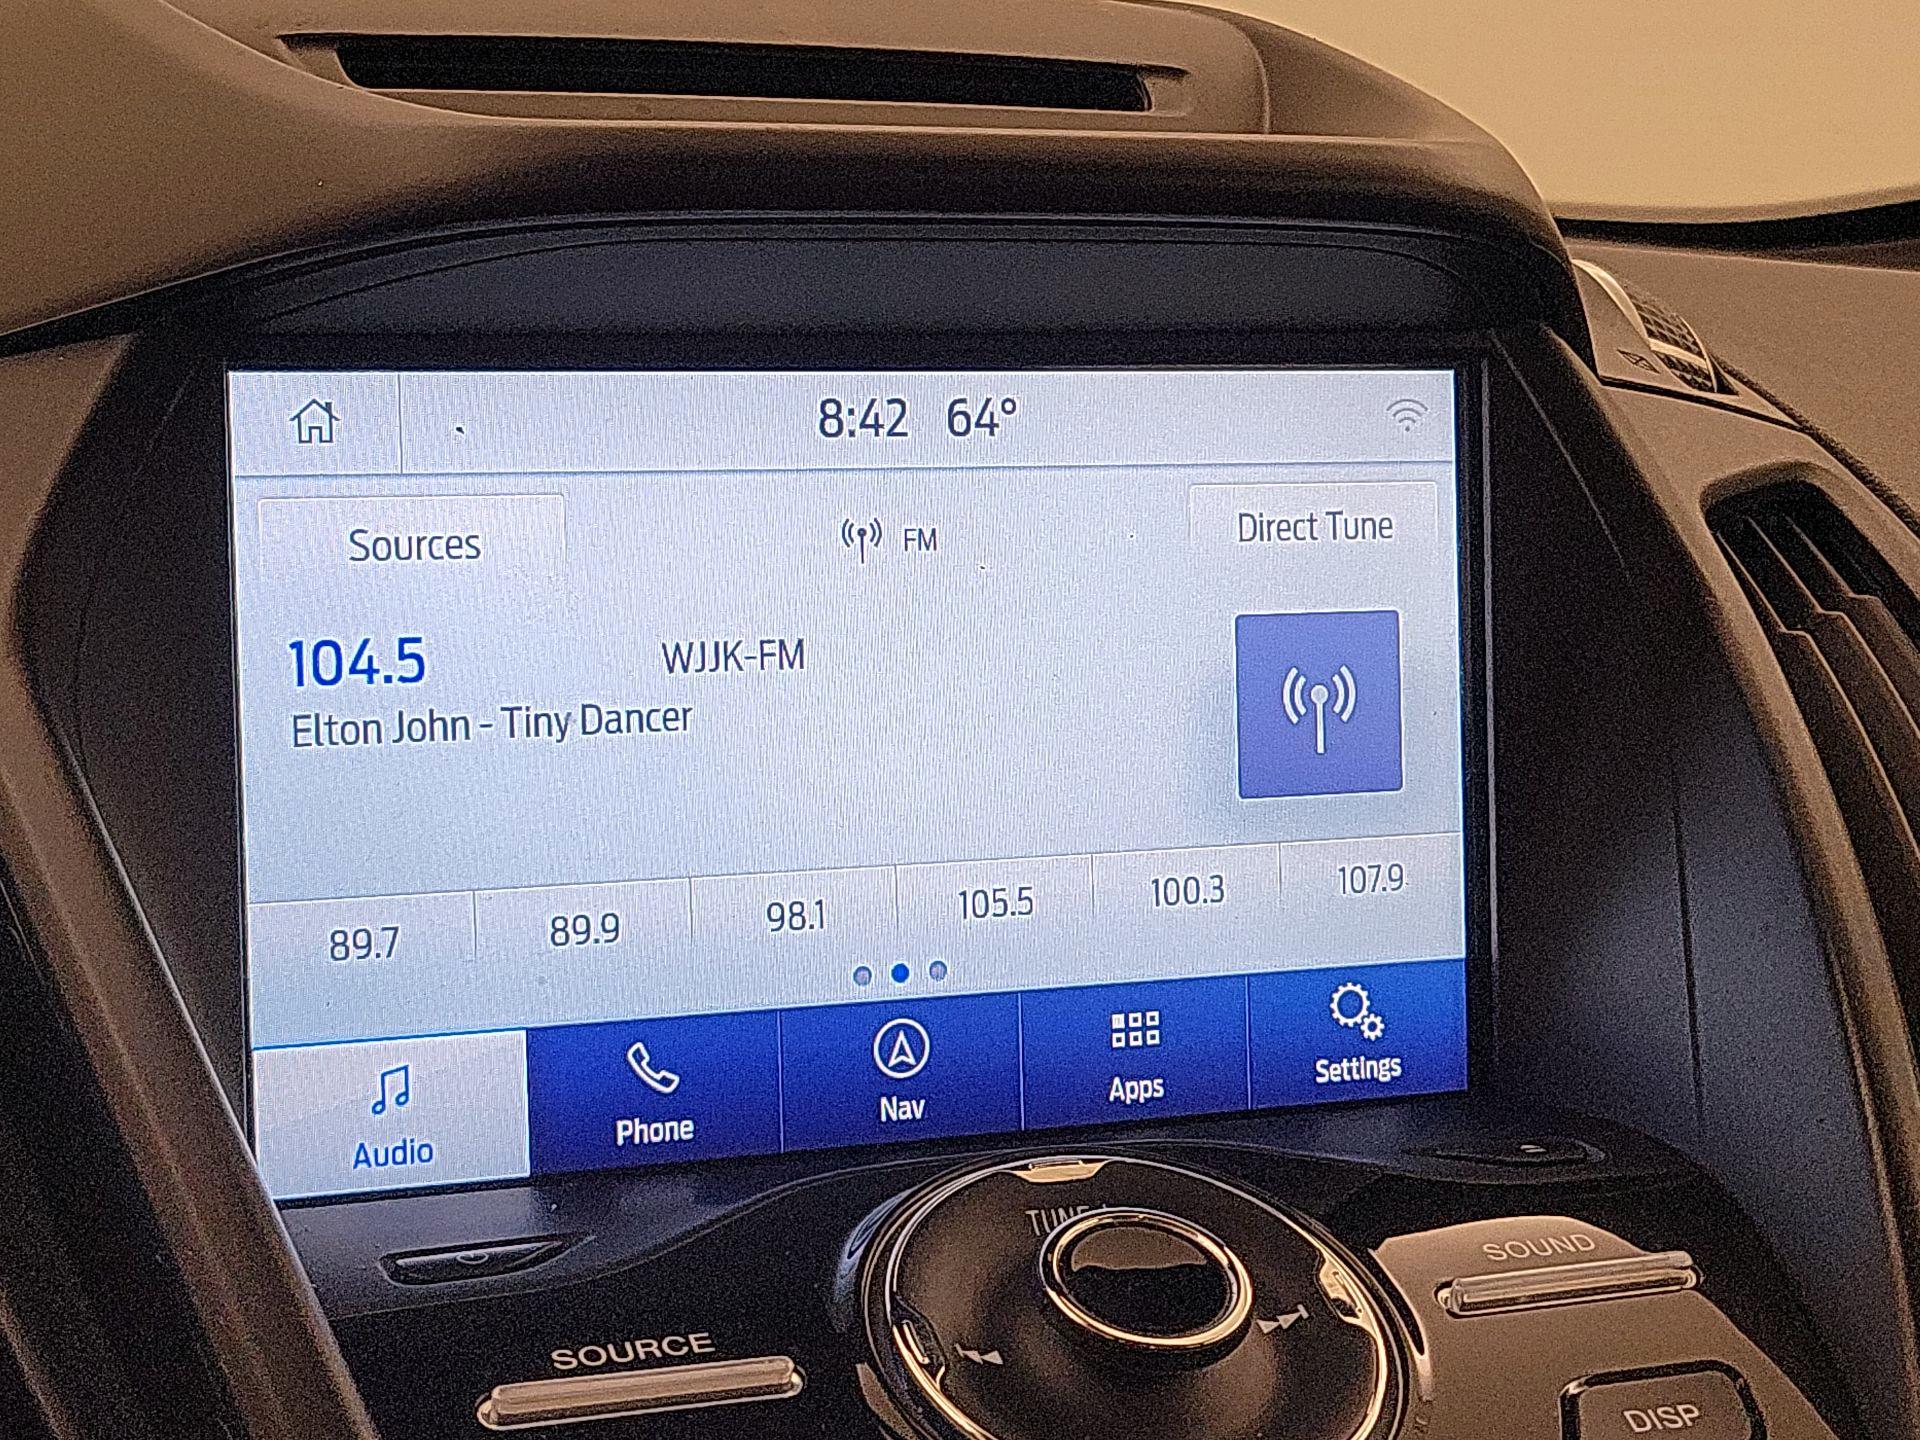 8:42 64°
Sources FM Direct Tune
104.5 WJJK-FM
Elton John - Tiny Dancer
89.7 89.9 98.1 105.5 100.3 107.9
Audio Phone Nav Apps Settings
TUNE
SOUND
SOURCE
DISP